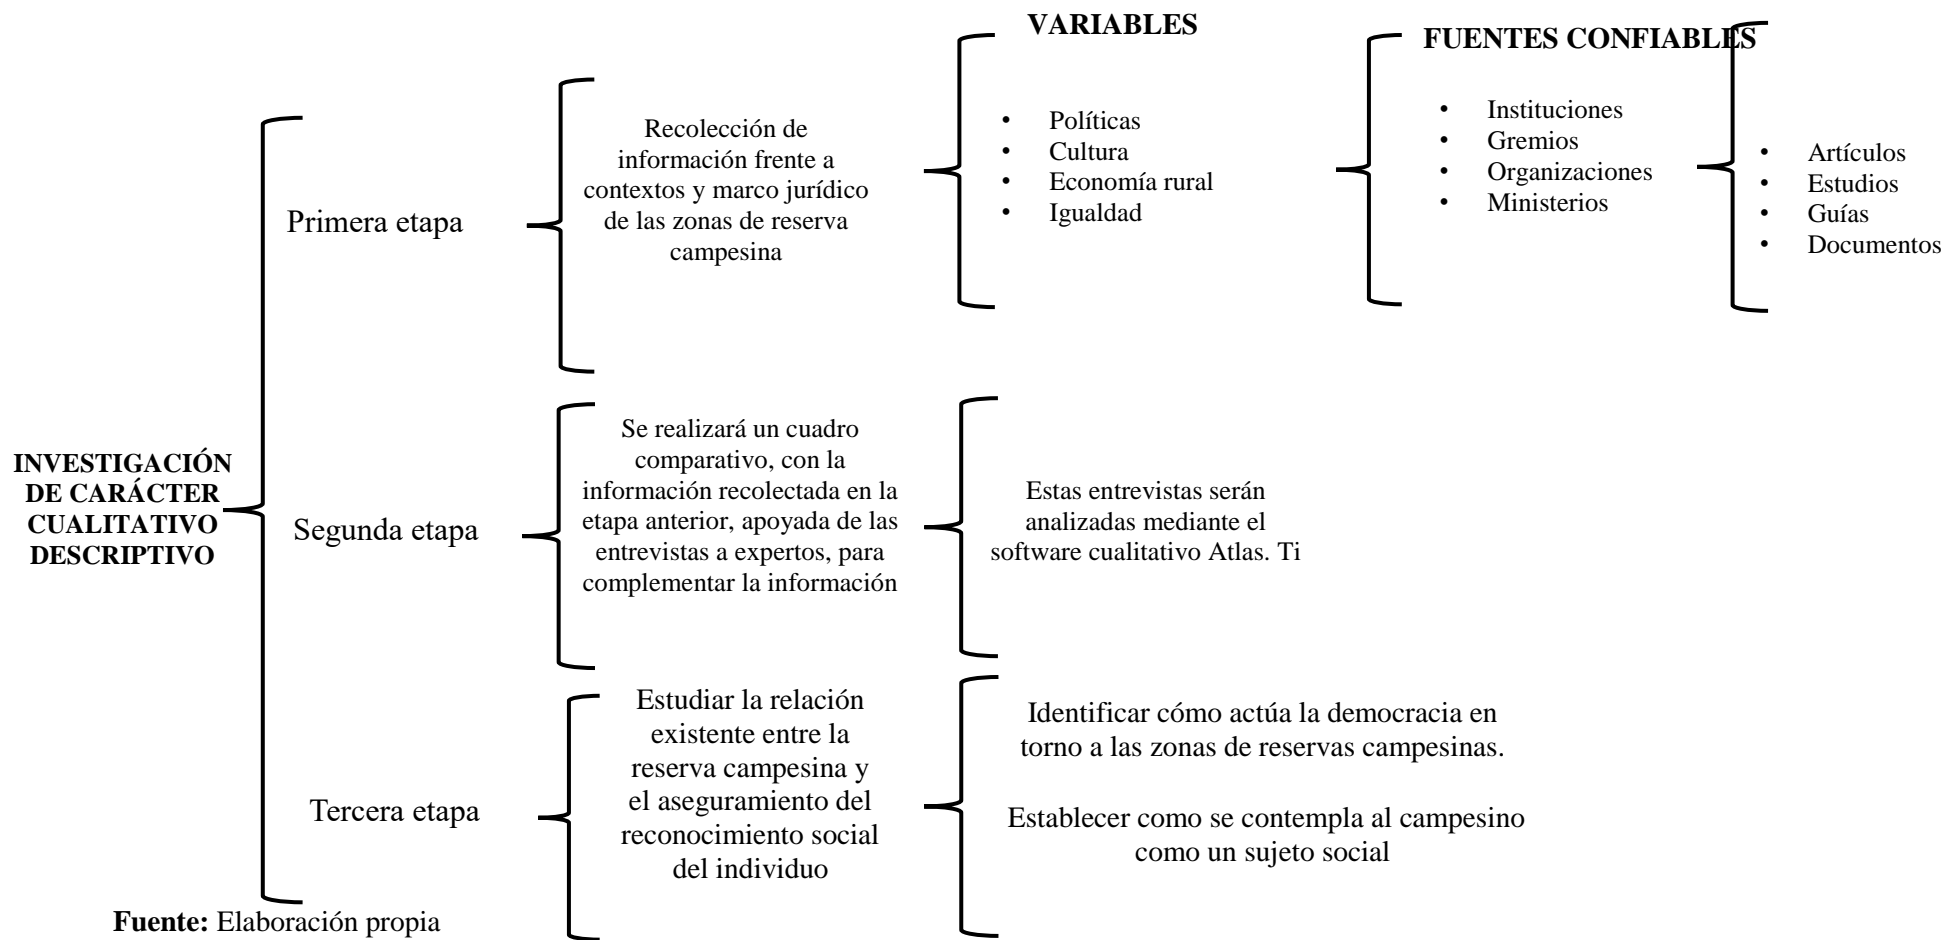 INVESTIGACIÓN
DE CARÁCTER
CUALITATIVO
DESCRIPTIVO
Primera etapa
Recolección de
información frente a
contextos y marco jurídico
de las zonas de reserva
campesina
VARIABLES
• Políticas
• Cultura
• Economía rural
• Igualdad
FUENTES CONFIABLES
• Instituciones
• Gremios
• Organizaciones
• Ministerios
• Artículos
• Estudios
• Guías
• Documentos
Segunda etapa
Se realizará un cuadro
comparativo, con la
información recolectada en la
etapa anterior, apoyada de las
entrevistas a expertos, para
complementar la información
Estas entrevistas serán
analizadas mediante el
software cualitativo Atlas. Ti
Tercera etapa
Estudiar la relación
existente entre la
reserva campesina y
el aseguramiento del
reconocimiento social
del individuo
Identificar cómo actúa la democracia en
torno a las zonas de reservas campesinas.
Establecer como se contempla al campesino
como un sujeto social
Fuente: Elaboración propia